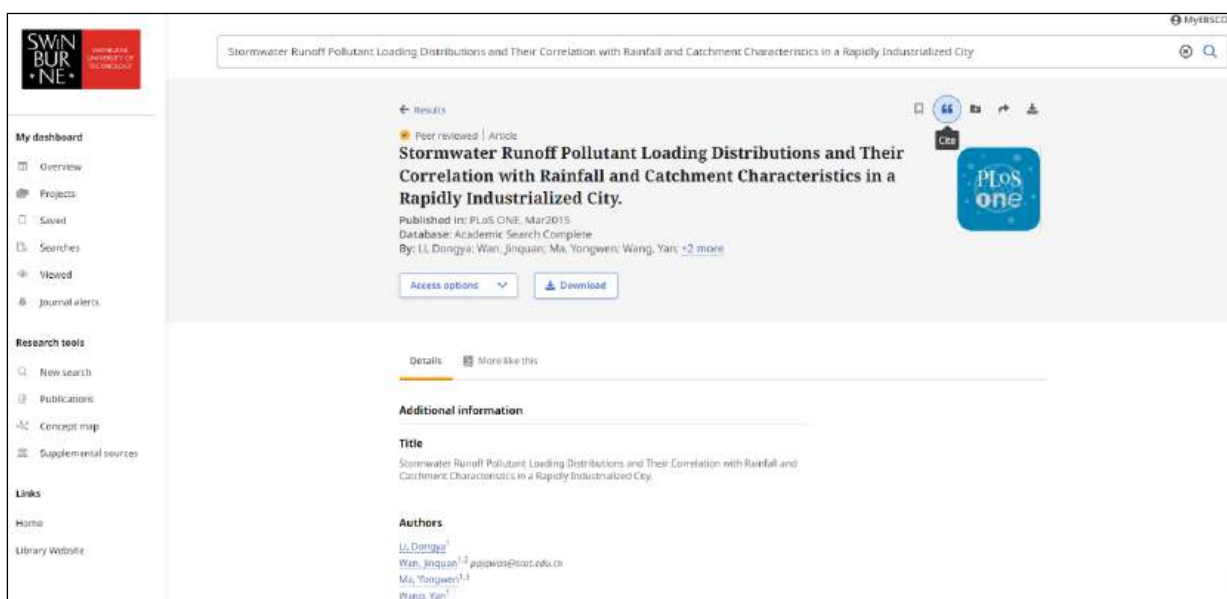 MyEBSCO
SWiN
BUR
• NE •
SWINBURNE
UNIVERSITY OF
TECHNOLOGY
Stormwater Runoff Pollutant Loading Distributions and Their Correlation with Rainfall and Catchment Characteristics in a Rapidly Industrialized City
My dashboard
Overview
Projects
Saved
Searches
Viewed
Journal alerts
Research tools
New search
Publications
Concept map
Supplemental sources
Links
Home
Library Website
← Results
Cite
Peer reviewed | Article
Stormwater Runoff Pollutant Loading Distributions and Their
Correlation with Rainfall and Catchment Characteristics in a
Rapidly Industrialized City.
PLoS
one
Published in: PLoS ONE, Mar2015
Database: Academic Search Complete
By: Li, Dongya; Wan, Jinquan; Ma, Yongwen; Wang, Yan; +2 more
Access options
Download
Details
More like this
Additional information
Title
Stormwater Runoff Pollutant Loading Distributions and Their Correlation with Rainfall and
Catchment Characteristics in a Rapidly Industrialized City.
Authors
Li, Dongya1
Wan, Jinquan1,2
Ma, Yongwen1,3
Wang, Yan1